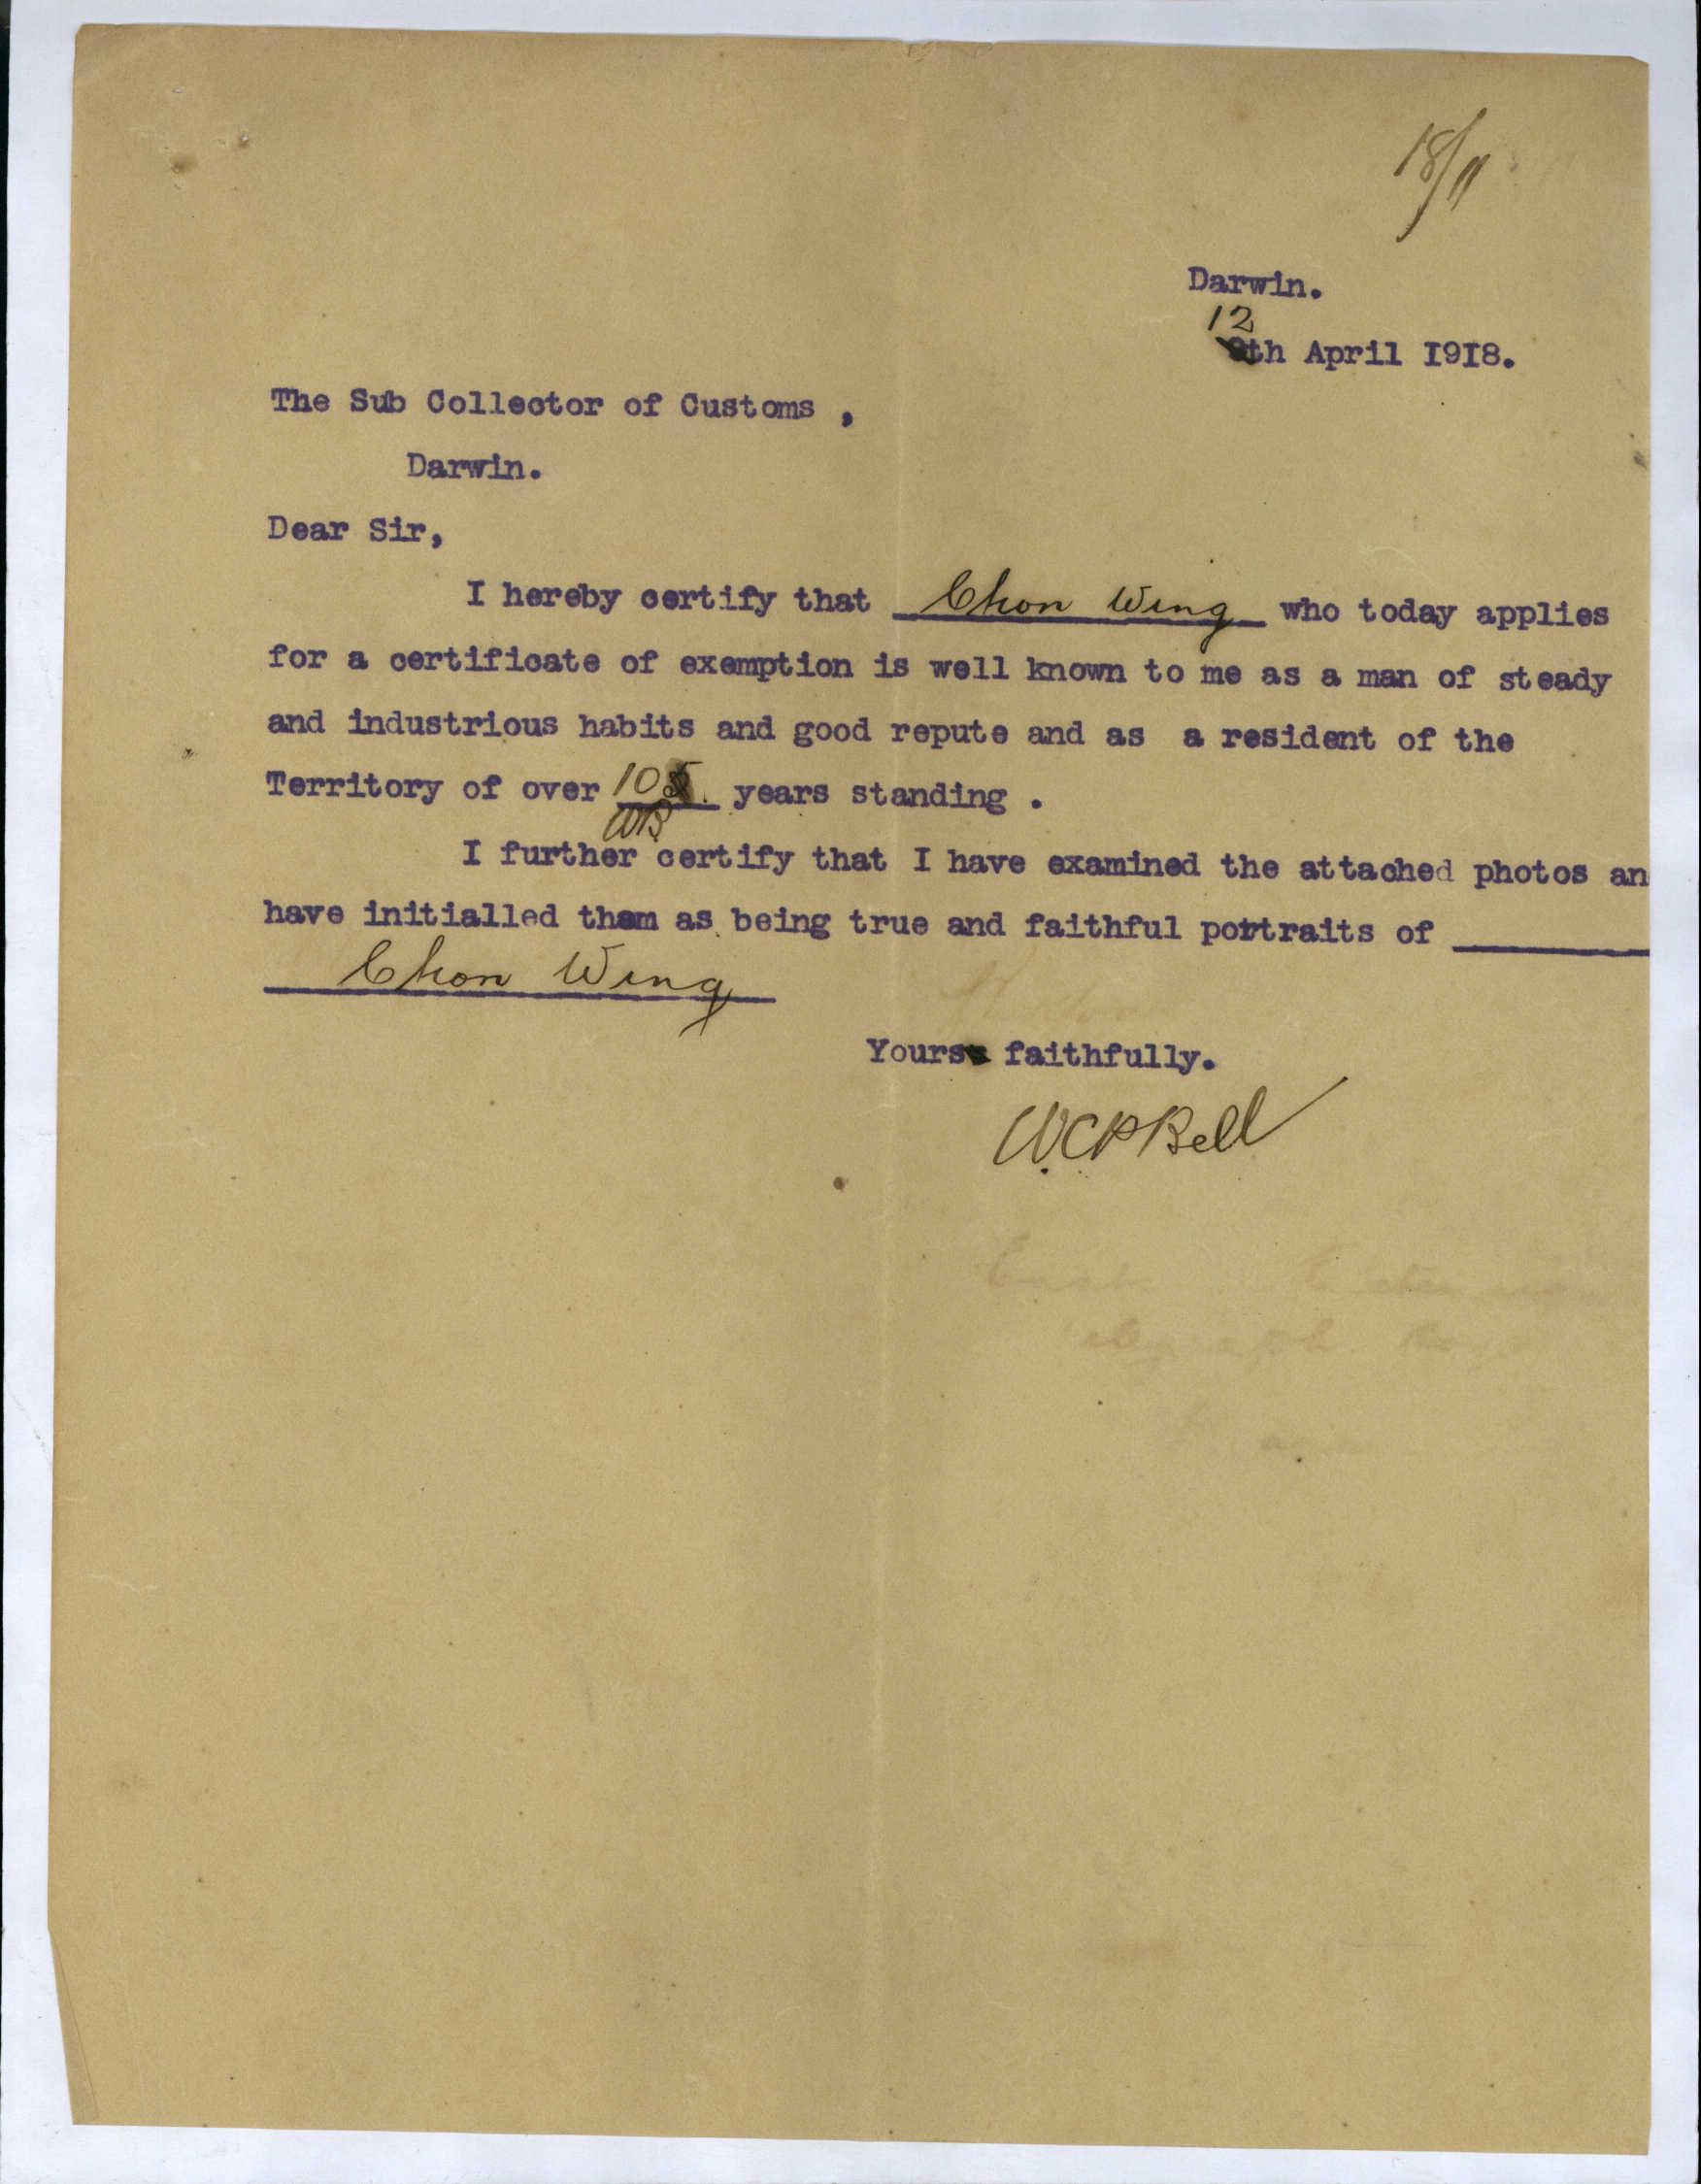 18/11
Darwin.
12
th April 1918.
The Sub Collector of Customs ,
Darwin.
Dear Sir,
I hereby certify that Chon Wing who today applies
for a certificate of exemption is well known to me as a man of steady
and industrious habits and good repute and as a resident of the
Territory of over 10 years standing .
WB
I further certify that I have examined the attached photos an
have initialled them as being true and faithful portraits of
Chon Wing
Yours faithfully.
W.C.P Bell